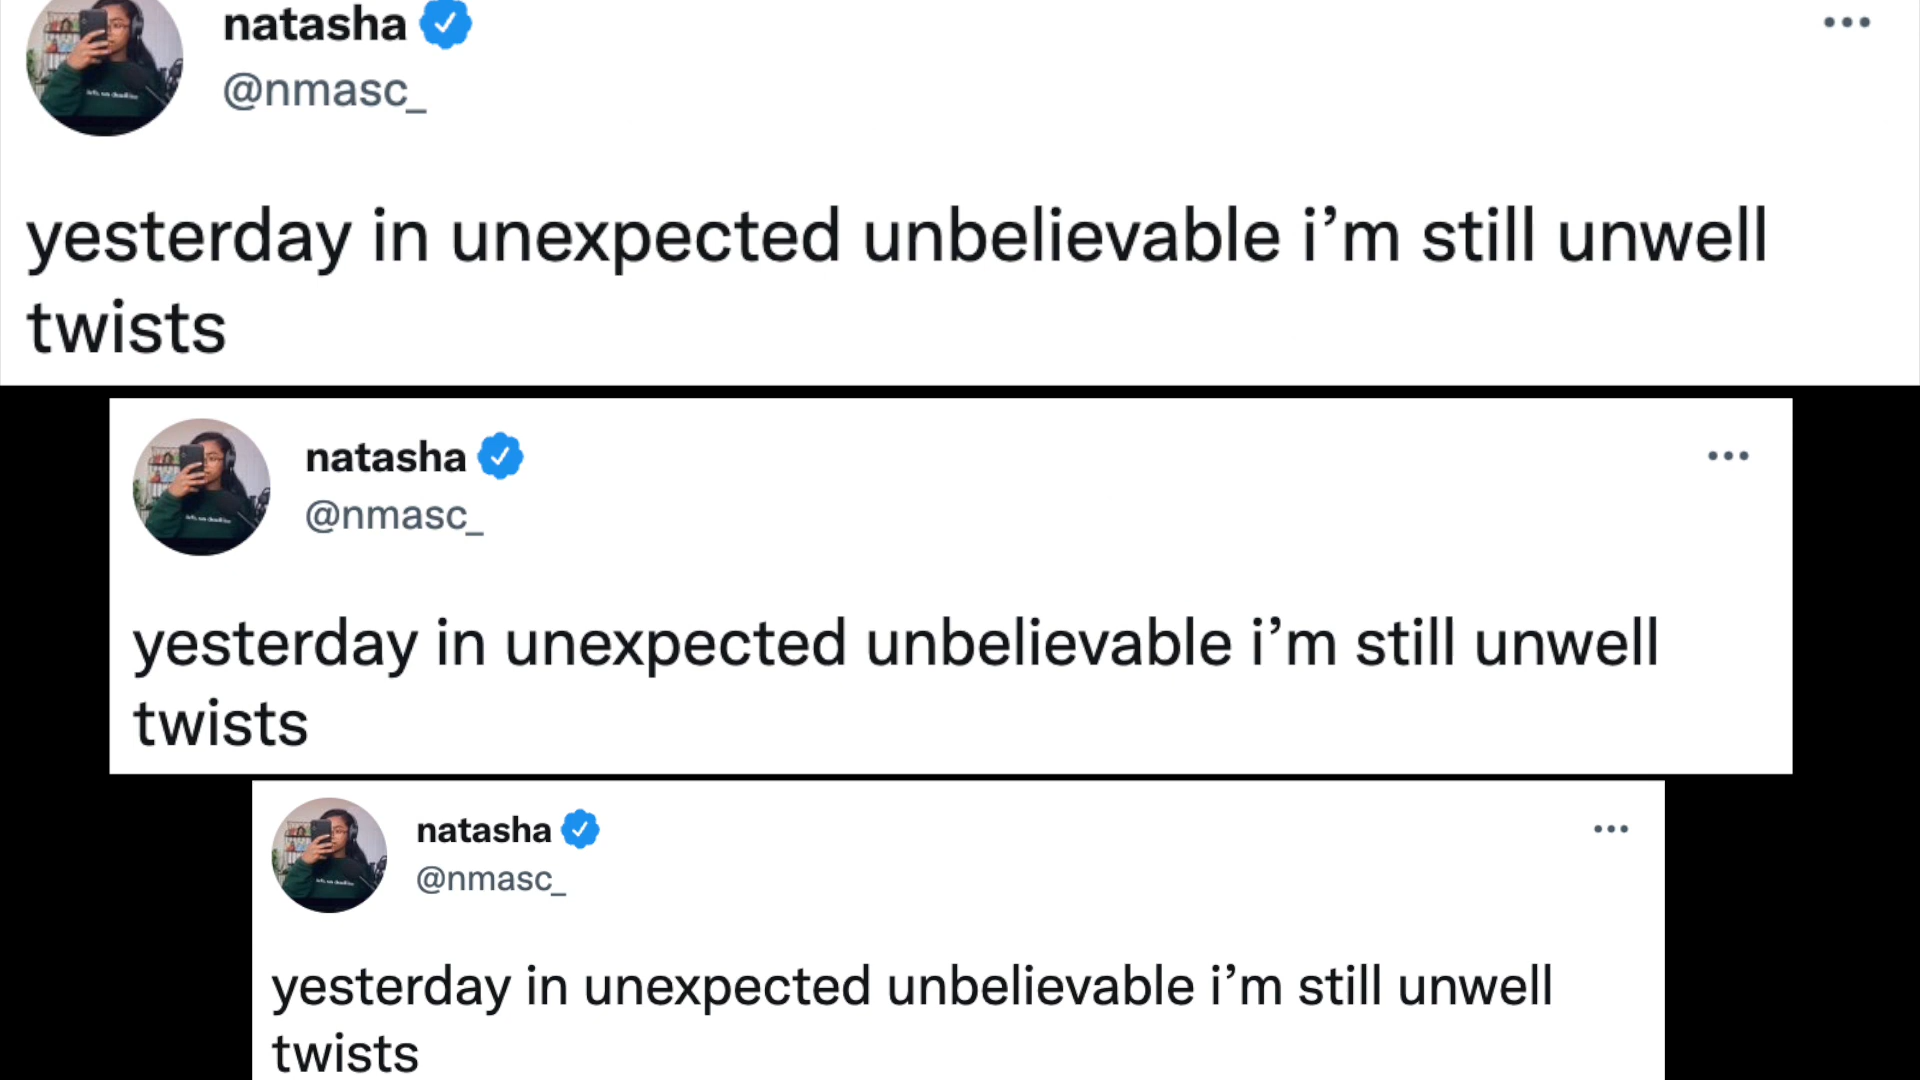 natasha
@nmasc_
yesterday in unexpected unbelievable i’m still unwell
twists
natasha
@nmasc_
yesterday in unexpected unbelievable i’m still unwell
twists
natasha
@nmasc_
yesterday in unexpected unbelievable i’m still unwell
twists